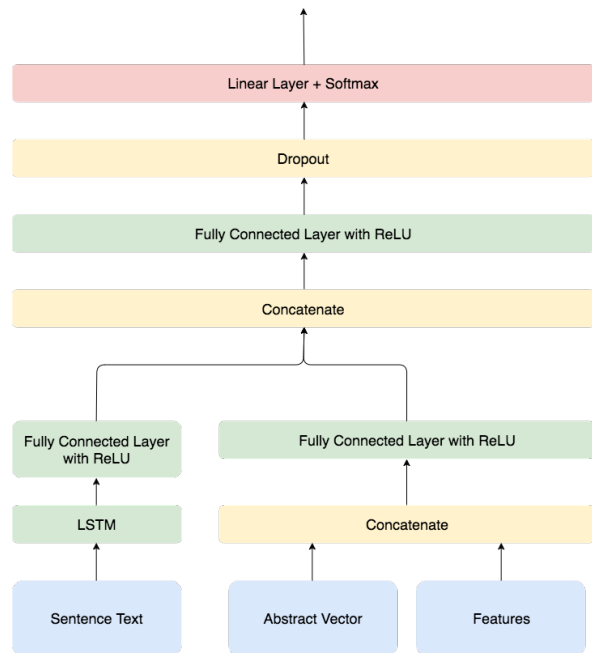 Linear Layer + Softmax
Dropout
Fully Connected Layer with ReLU
Concatenate
Fully Connected Layer
with ReLU
Fully Connected Layer with ReLU
LSTM
Concatenate
Sentence Text
Abstract Vector
Features